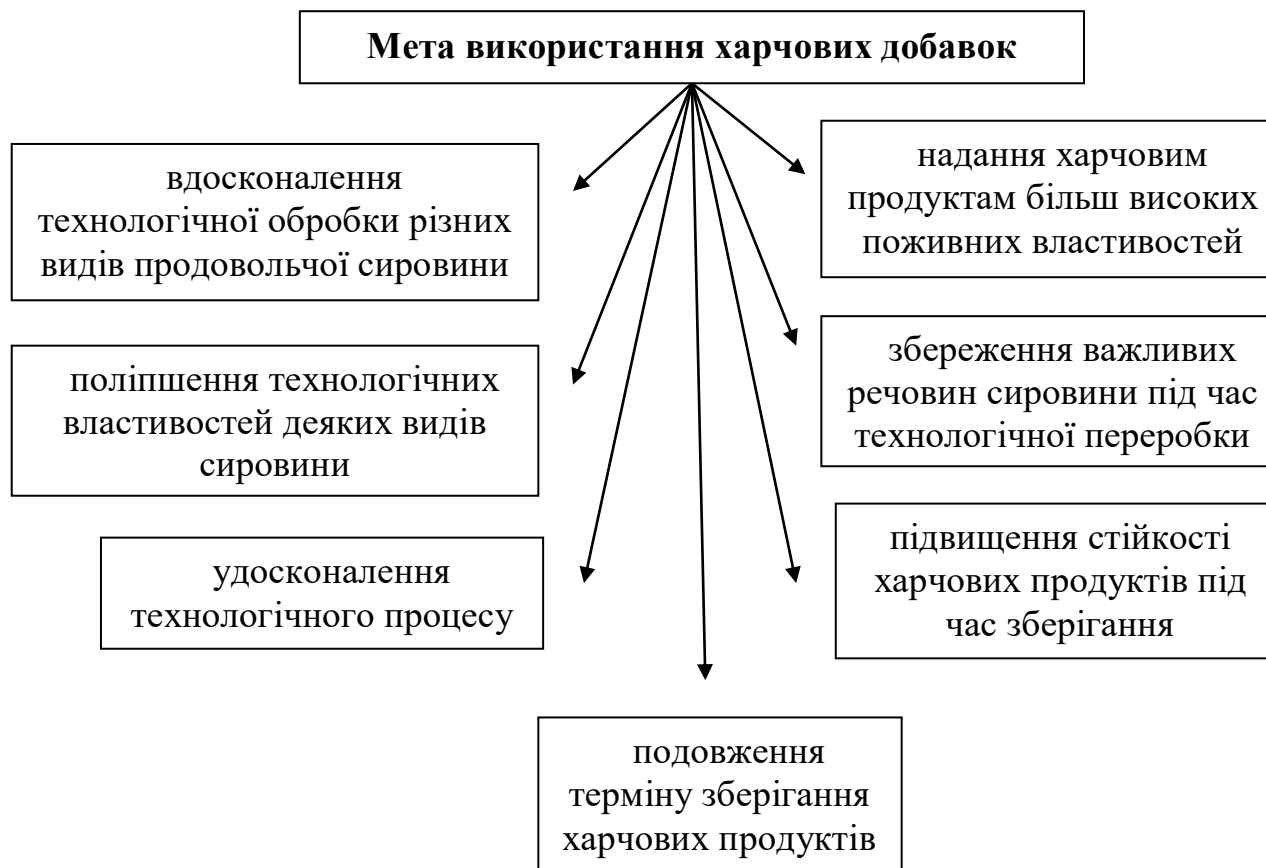 Мета використання харчових добавок
вдосконалення
технологічної обробки різних
видів продовольчої сировини
надання харчовим
продуктам більш високих
поживних властивостей
поліпшення технологічних
властивостей деяких видів
сировини
збереження важливих
речовин сировини під час
технологічної переробки
удосконалення
технологічного процесу
підвищення стійкості
харчових продуктів під
час зберігання
подовження
терміну зберігання
харчових продуктів